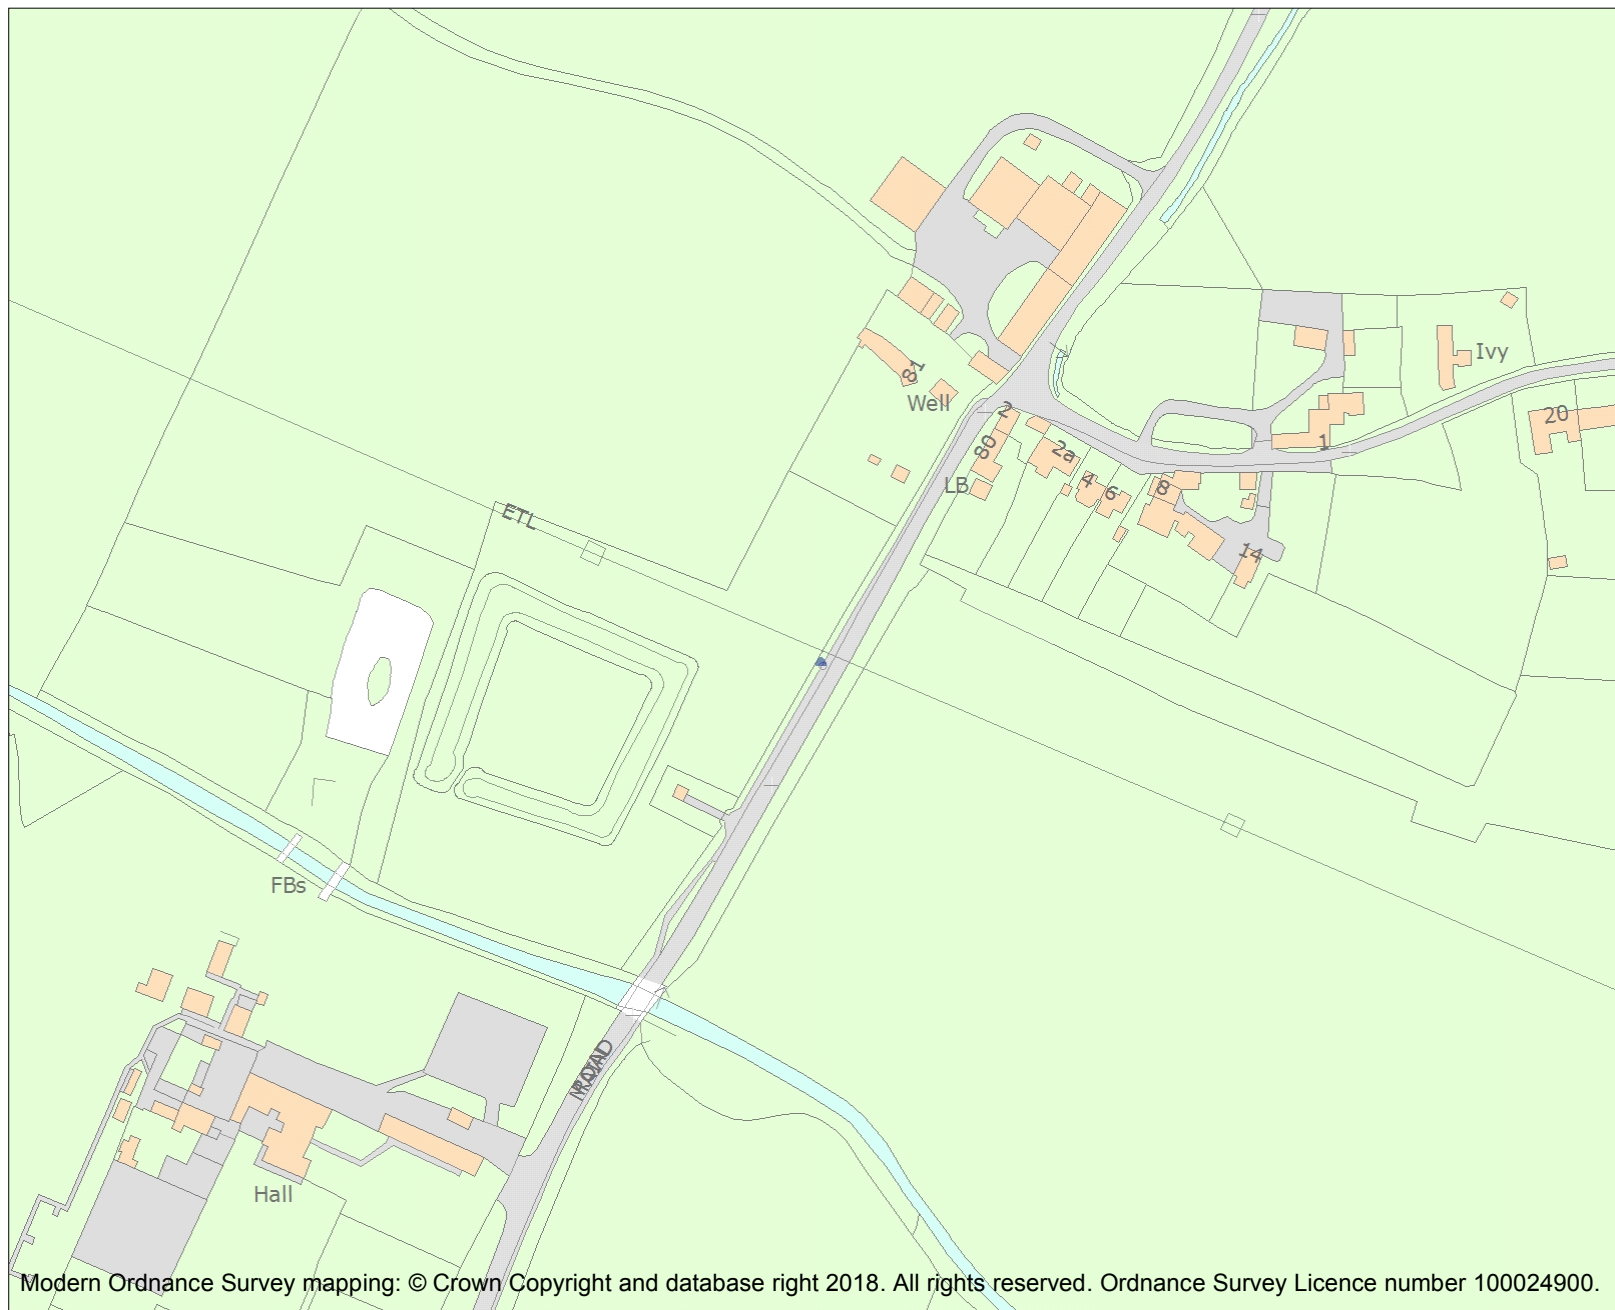 Ivy
81
Well
2
20
1
80
2a
LB
4
6
8
ETL
14
FBs
ROAD
Hall
Modern Ordnance Survey mapping: © Crown Copyright and database right 2018. All rights reserved. Ordnance Survey Licence number 100024900.